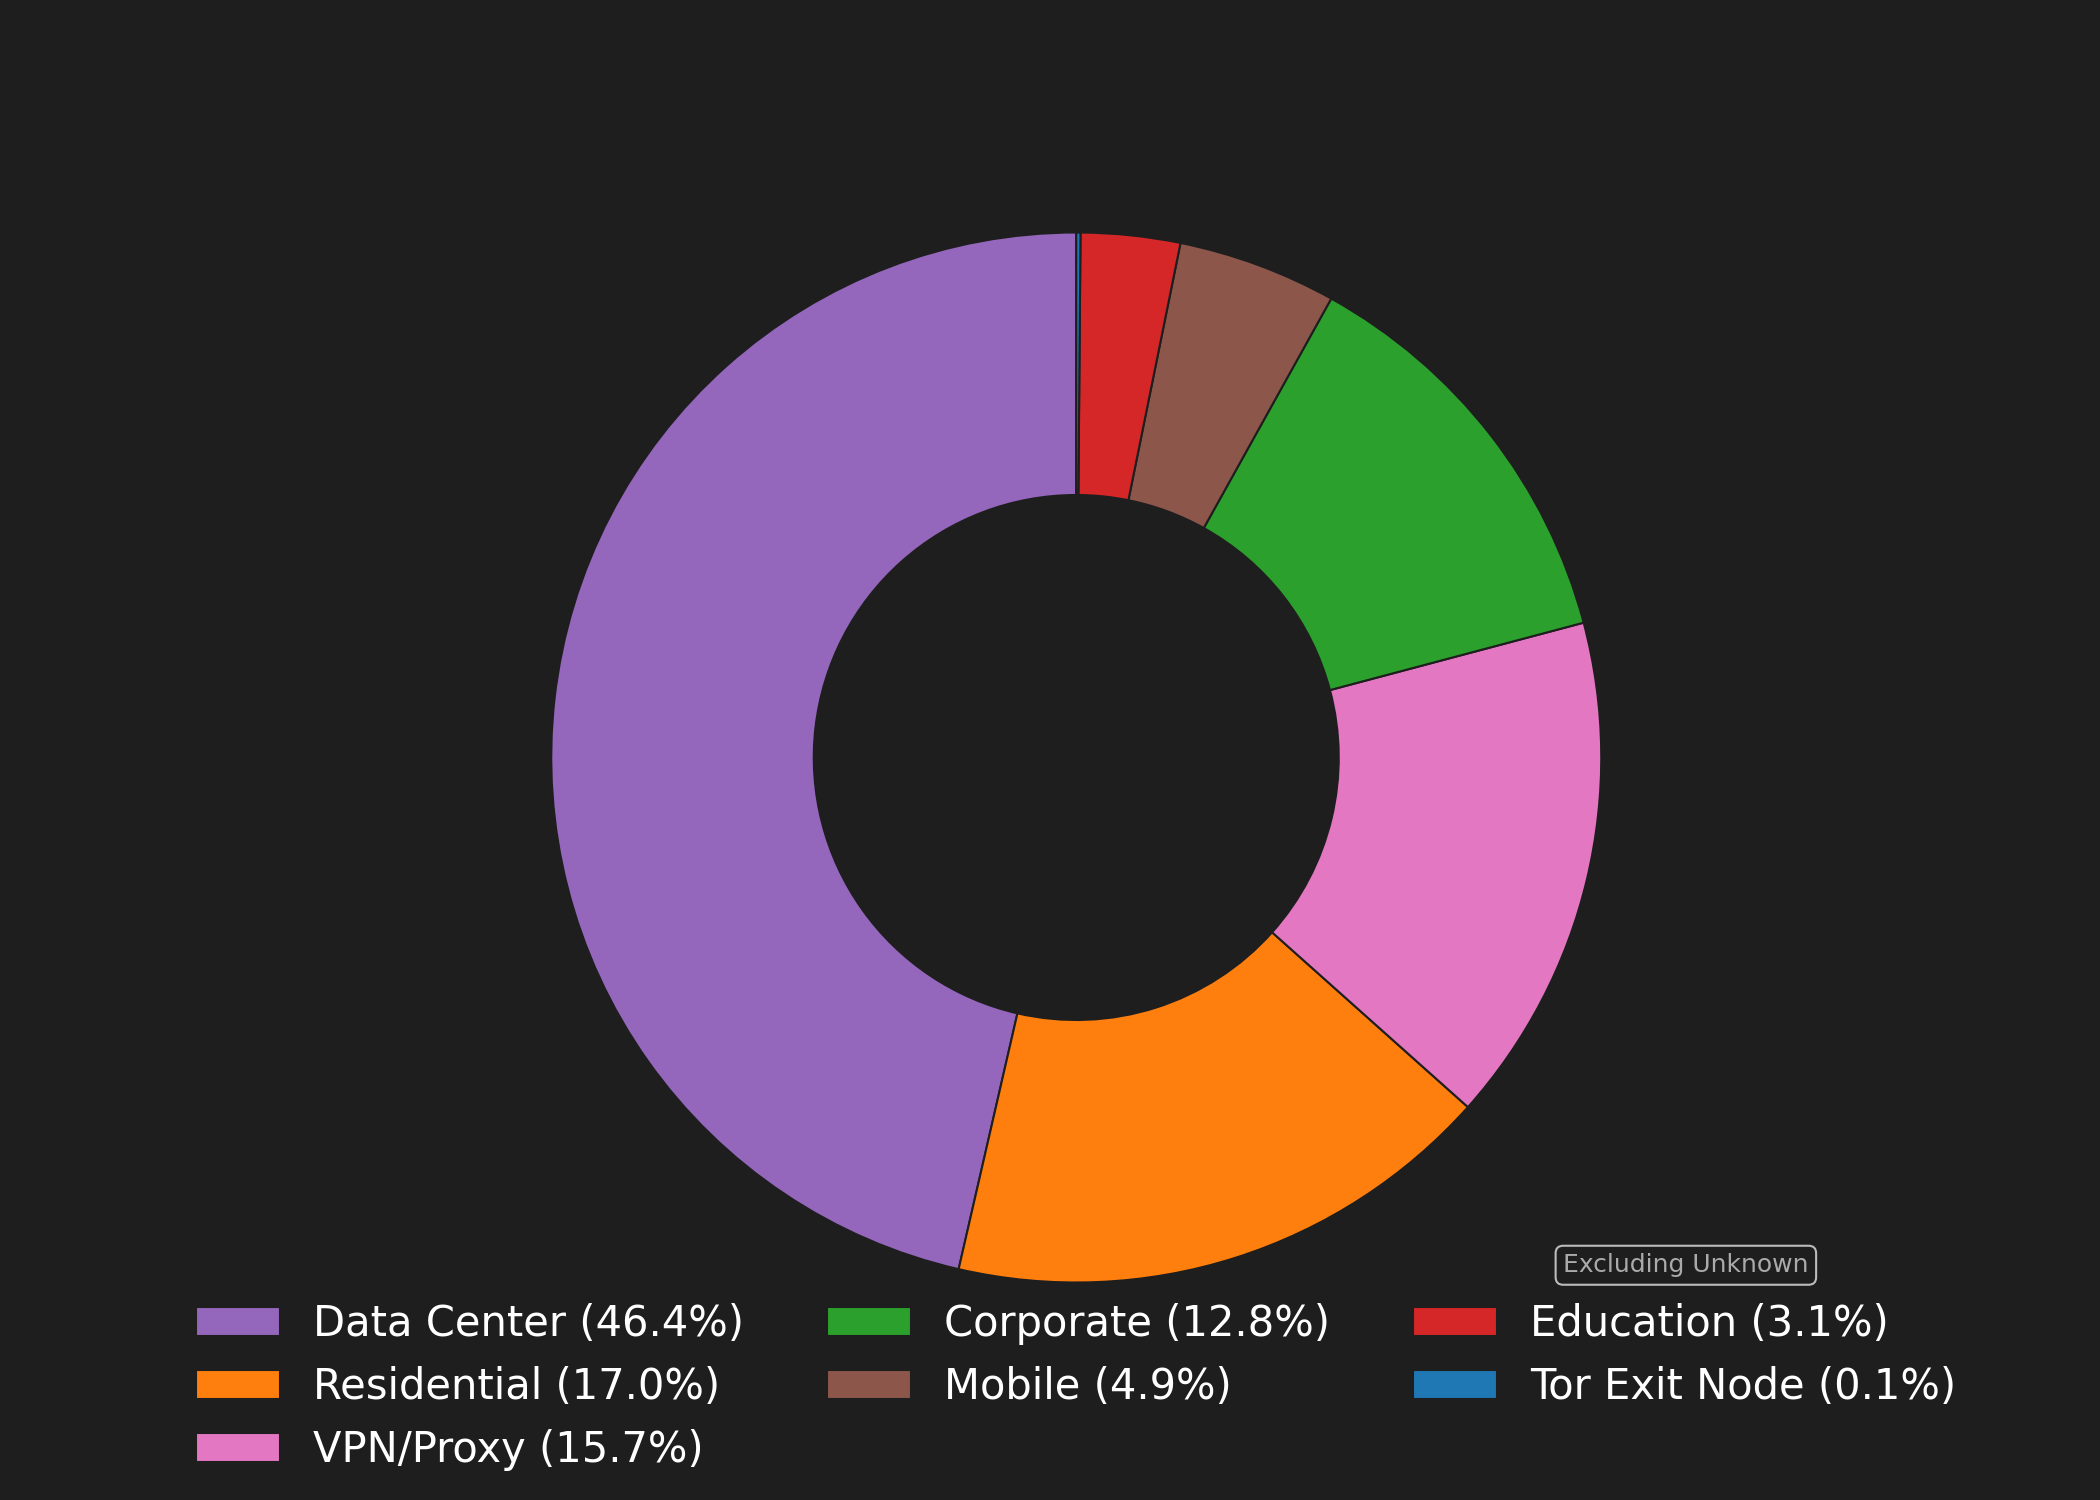 Excluding Unknown
Data Center (46.4%)
Residential (17.0%)
VPN/Proxy (15.7%)
Corporate (12.8%)
Mobile (4.9%)
Education (3.1%)
Tor Exit Node (0.1%)